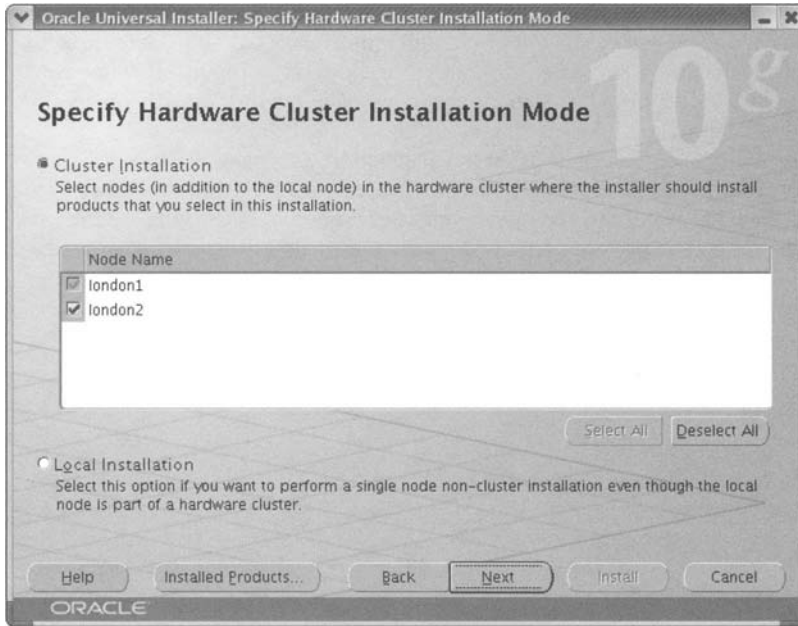 Oracle Universal Installer: Specify Hardware Cluster Installation Mode
10g
Specify Hardware Cluster Installation Mode
Cluster Installation
Select nodes (in addition to the local node) in the hardware cluster where the installer should install
products that you select in this installation.
Node Name
london1
london2
Select All
Deselect All
Local Installation
Select this option if you want to perform a single node non-cluster installation even though the local
node is part of a hardware cluster.
Help
Installed Products...
Back
Next
Install
Cancel
ORACLE